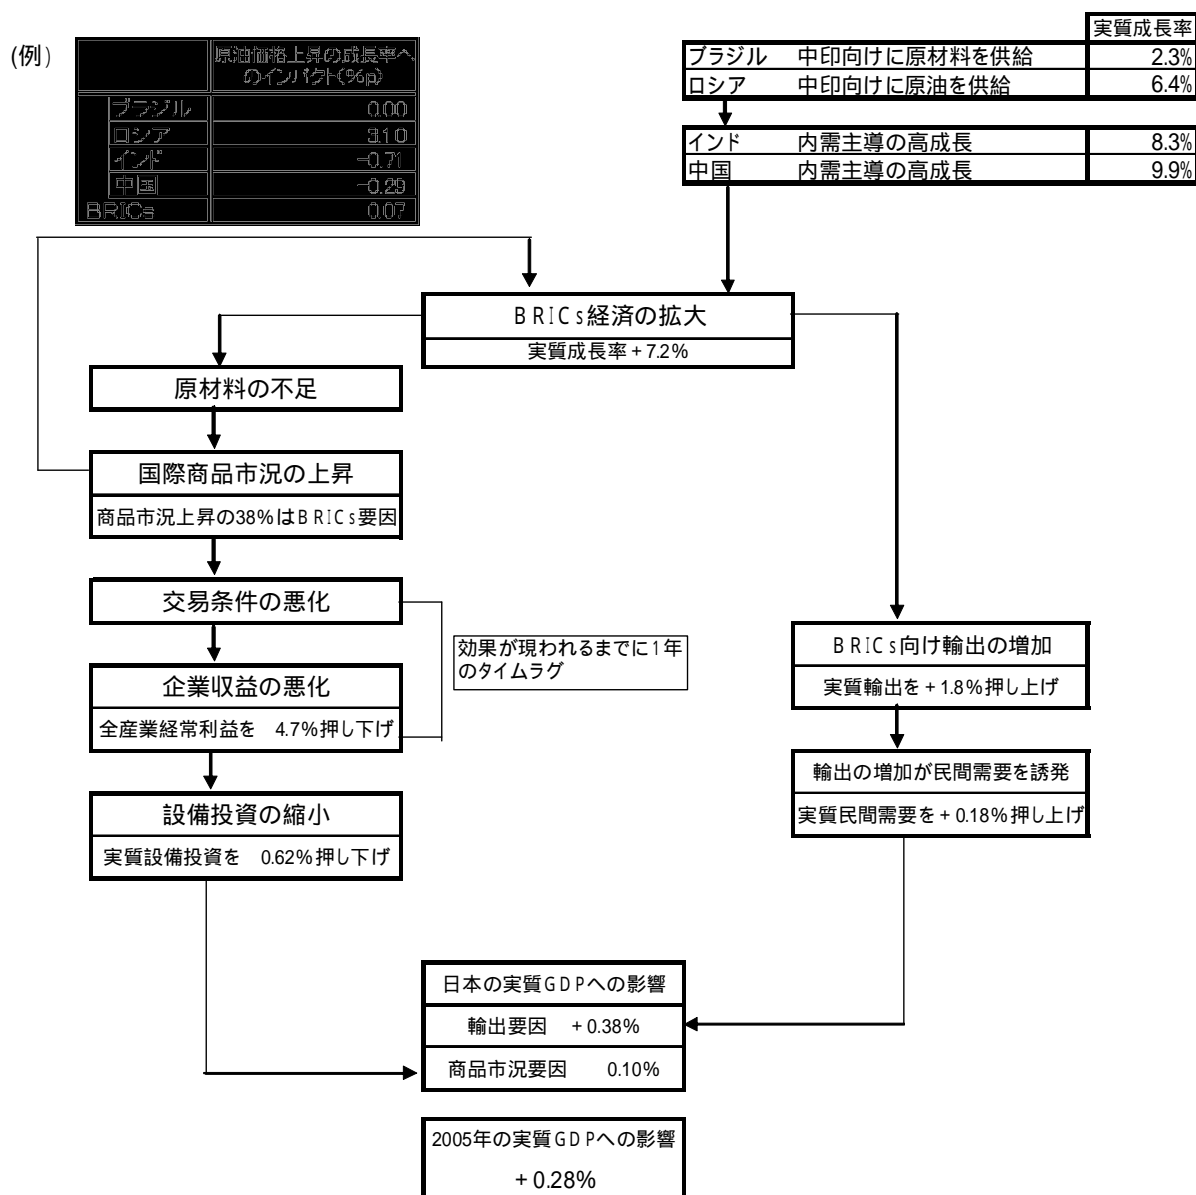 (例)
原油価格上昇の成長率へ
のインパクト(%p)
ブラジル 0.00
ロシア 3.10
インド -0.71
中国 -0.29
BRICs 0.07
実質成長率
ブラジル 中印向けに原材料を供給 2.3%
ロシア 中印向けに原油を供給 6.4%
インド 内需主導の高成長 8.3%
中国 内需主導の高成長 9.9%
BRICs経済の拡大
実質成長率+7.2%
原材料の不足
国際商品市況の上昇
商品市況上昇の38%はBRICs要因
交易条件の悪化
効果が現われるまでに1年
のタイムラグ
企業収益の悪化
全産業経常利益を 4.7%押し下げ
設備投資の縮小
実質設備投資を 0.62%押し下げ
BRICs向け輸出の増加
実質輸出を+1.8%押し上げ
輸出の増加が民間需要を誘発
実質民間需要を+0.18%押し上げ
日本の実質GDPへの影響
輸出要因 +0.38%
商品市況要因 0.10%
2005年の実質GDPへの影響
+0.28%